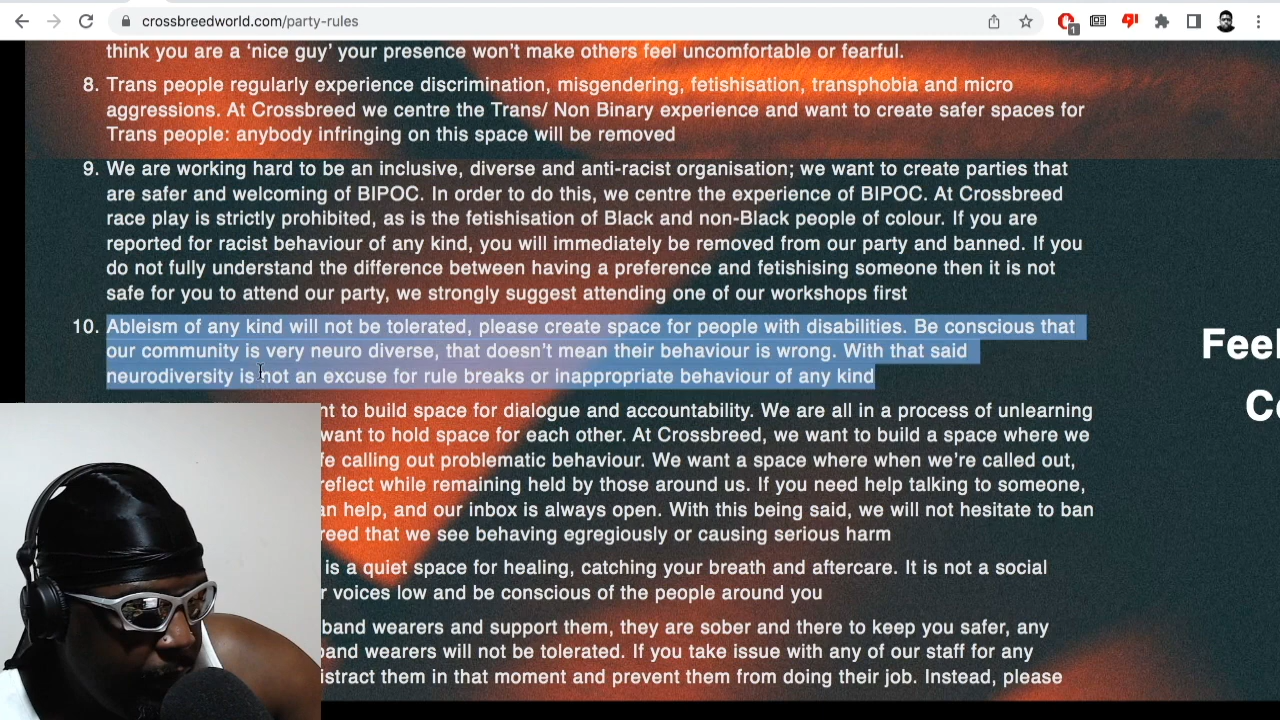 crossbreedworld.com/party-rules
1
think you are a ‘nice guy’ your presence won’t make others feel uncomfortable or fearful.
8. Trans people regularly experience discrimination, misgendering, fetishisation, transphobia and micro
aggressions. At Crossbreed we centre the Trans/ Non Binary experience and want to create safer spaces for
Trans people: anybody infringing on this space will be removed
9. We are working hard to be an inclusive, diverse and anti-racist organisation; we want to create parties that
are safer and welcoming of BIPOC. In order to do this, we centre the experience of BIPOC. At Crossbreed
race play is strictly prohibited, as is the fetishisation of Black and non-Black people of colour. If you are
reported for racist behaviour of any kind, you will immediately be removed from our party and banned. If you
do not fully understand the difference between having a preference and fetishising someone then it is not
safe for you to attend our party, we strongly suggest attending one of our workshops first
10. Ableism of any kind will not be tolerated, please create space for people with disabilities. Be conscious that
our community is very neuro diverse, that doesn’t mean their behaviour is wrong. With that said
neurodiversity is not an excuse for rule breaks or inappropriate behaviour of any kind
to build space for dialogue and accountability. We are all in a process of unlearning
want to hold space for each other. At Crossbreed, we want to build a space where we
calling out problematic behaviour. We want a space where when we’re called out,
reflect while remaining held by those around us. If you need help talking to someone,
help, and our inbox is always open. With this being said, we will not hesitate to ban
that we see behaving egregiously or causing serious harm
is a quiet space for healing, catching your breath and aftercare. It is not a social
voices low and be conscious of the people around you
band wearers and support them, they are sober and there to keep you safe, any
band wearers will not be tolerated. If you take issue with any of our staff for any
distract them in that moment and prevent them from doing their job. Instead, please
Feel